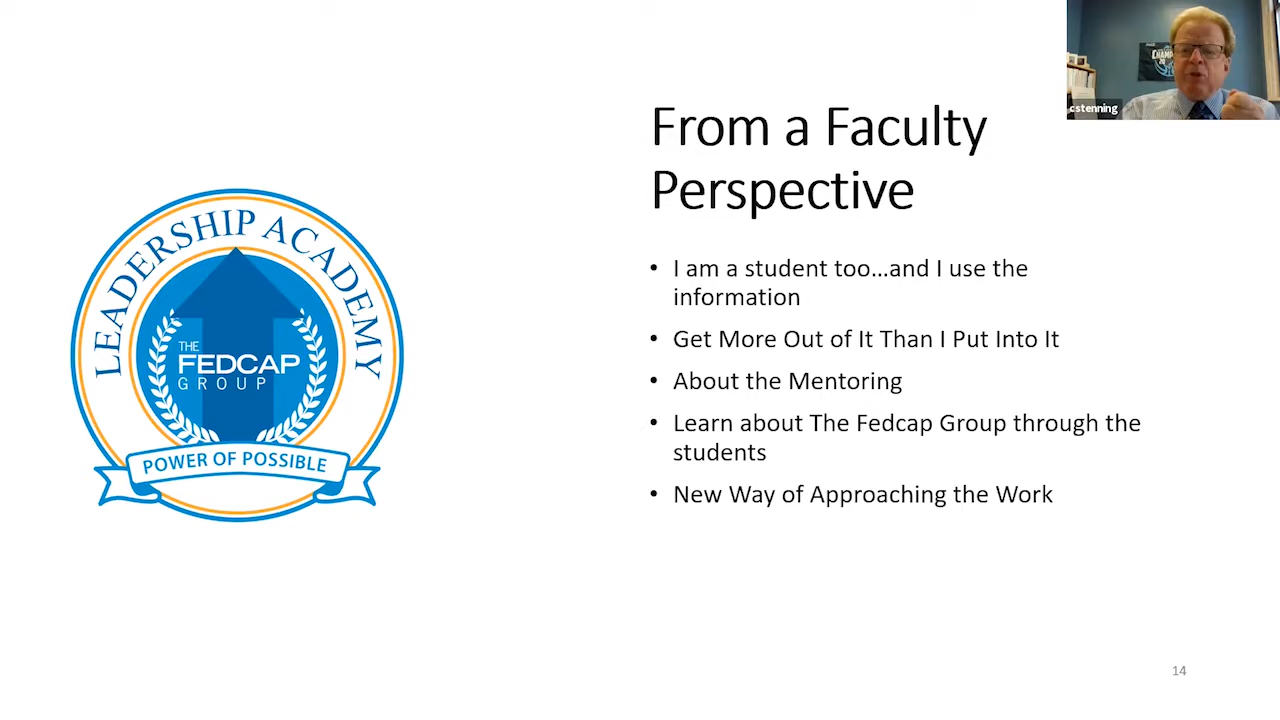 cstenning
CHAMP
From a Faculty
Perspective
LEADERSHIP ACADEMY
THE
FEDCAP
GROUP
POWER OF POSSIBLE
• I am a student too...and I use the
information
• Get More Out of It Than I Put Into It
• About the Mentoring
• Learn about The Fedcap Group through the
students
• New Way of Approaching the Work
14